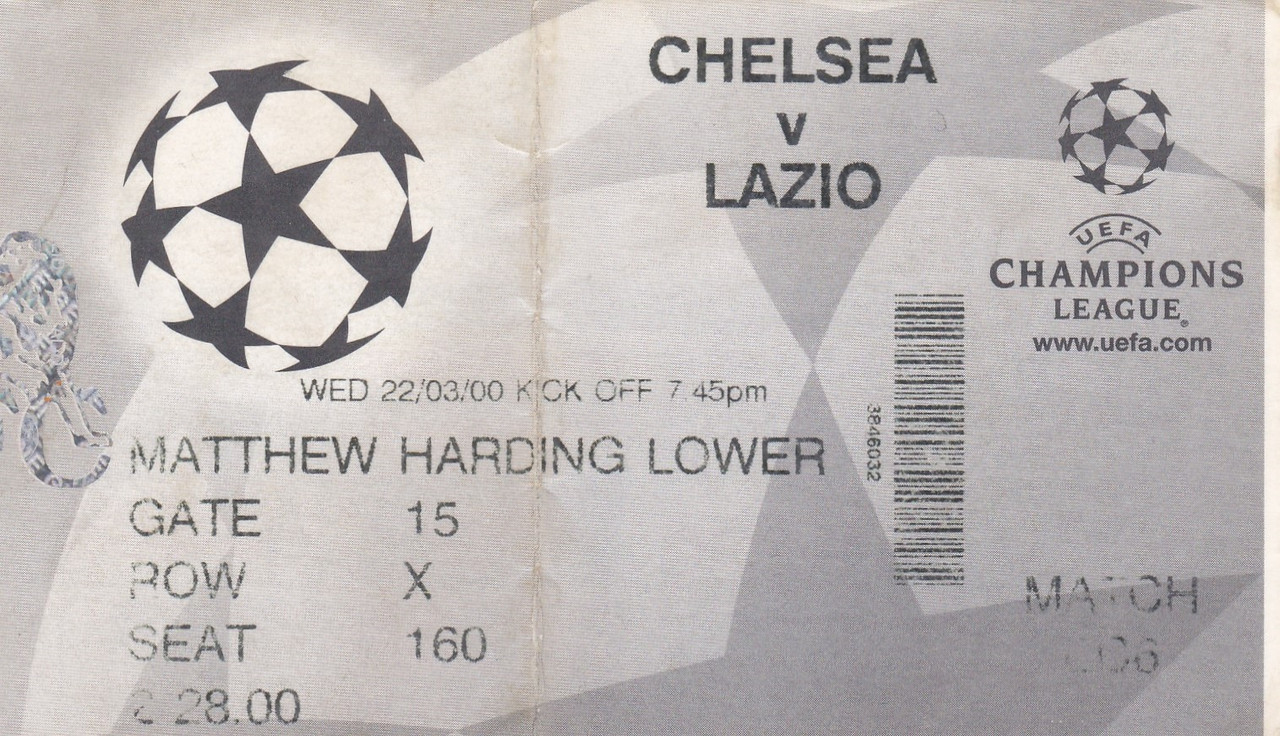 CHELSEA
v
LAZIO
UEFA
CHAMPIONS
LEAGUE
www.uefa.com
WED 22/03/00 KICK OFF 7.45pm
MATTHEW HARDING LOWER
GATE 15
ROW X
SEAT 160
£ 28.00
3846032
MATCH